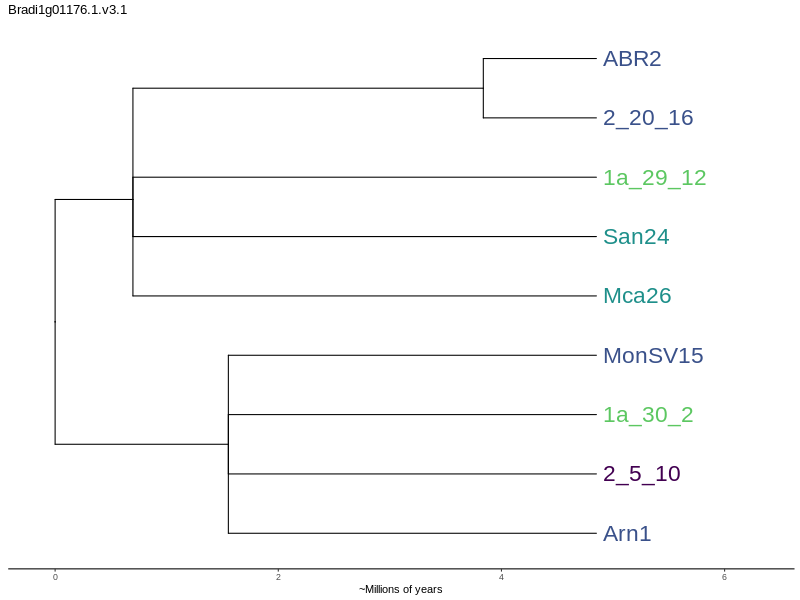 Bradi1g01176.1.v3.1
ABR2
2_20_16
1a_29_12
San24
Mca26
MonSV15
1a_30_2
2_5_10
Arn1
0 2 4 6
~Millions of years